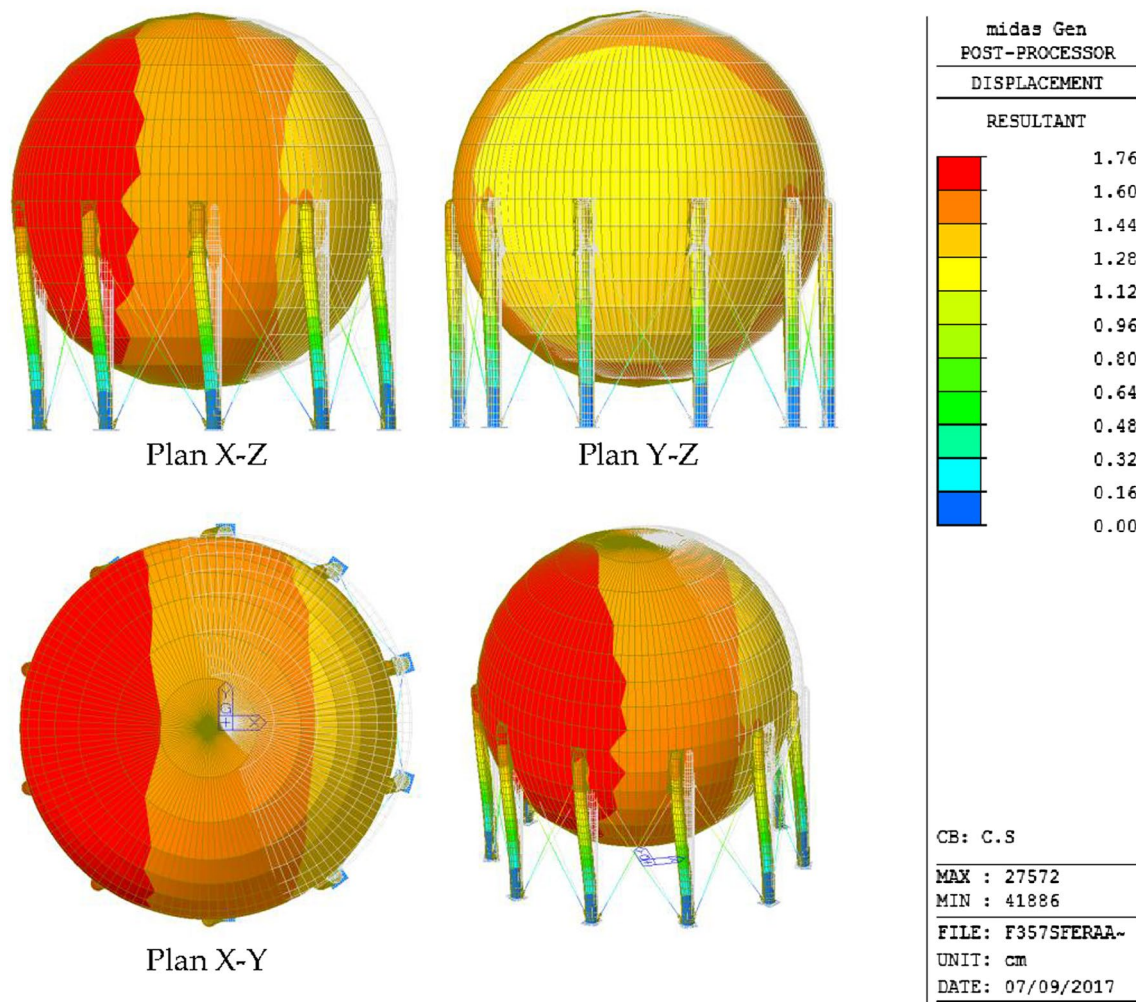 midas Gen
POST-PROCESSOR
DISPLACEMENT
RESULTANT
1.76
1.60
1.44
1.28
1.12
0.96
0.80
0.64
0.48
0.32
0.16
0.00
Plan X-Z
Plan Y-Z
Y
G
X
Plan X-Y
CB: C.S
MAX : 27572
MIN : 41886
FILE: F357SFERAA~
UNIT: cm
DATE: 07/09/2017